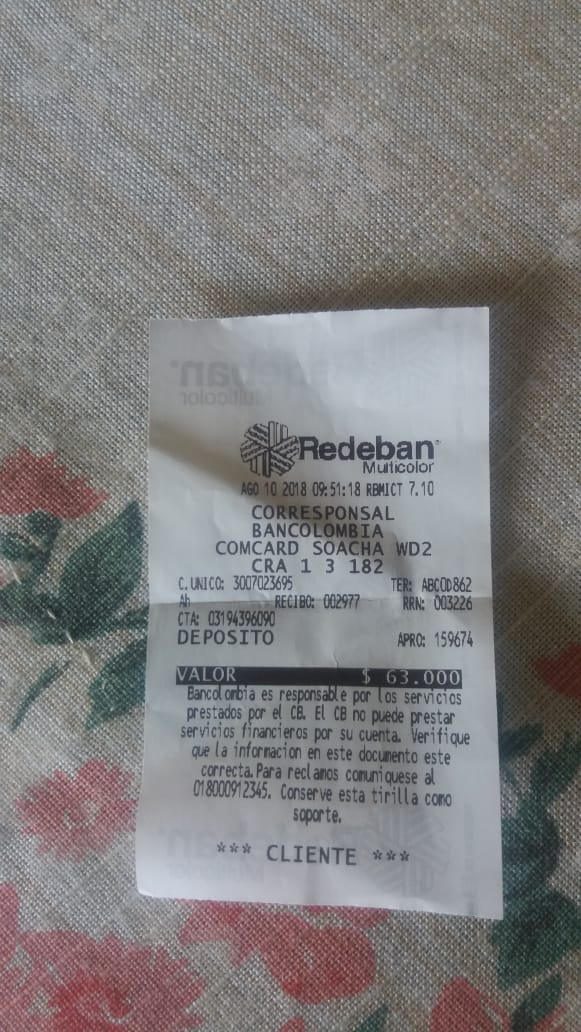 Redeban
Multicolor
AGO 10 2018 09:51:18 RBMICT 7.10
CORRESPONSAL
BANCOLOMBIA
COMCARD SOACHA WD2
CRA 1 3 182
C.UNICO: 3007023695 TER: ABCOD862
Ah RECIBO: 002977 RRN: 003226
CTA: 03194396090
DEPOSITO APRO: 159674
VALOR $ 63.000
Bancolombia es responsable por los servicios
prestados por el CB. El CB no puede prestar
servicios financieros por su cuenta. Verifique
que la informacion en este documento este
correcta.Para reclamos comuniquese al
018000912345. Conserve esta tirilla como
soporte.
*** CLIENTE ***